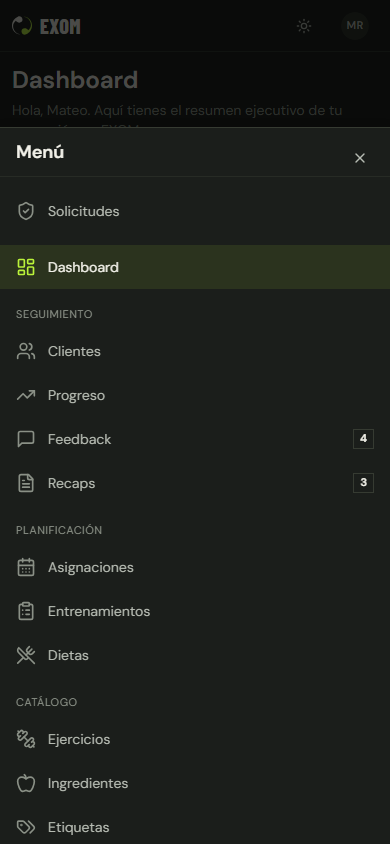 EXOM
MR
Dashboard
Hola, Mateo. Aquí tienes el resumen ejecutivo de tu
EXOM
Menú
Solicitudes
Dashboard
SEGUIMIENTO
Clientes
Progreso
Feedback 4
Recaps 3
PLANIFICACIÓN
Asignaciones
Entrenamientos
Dietas
CATÁLOGO
Ejercicios
Ingredientes
Etiquetas